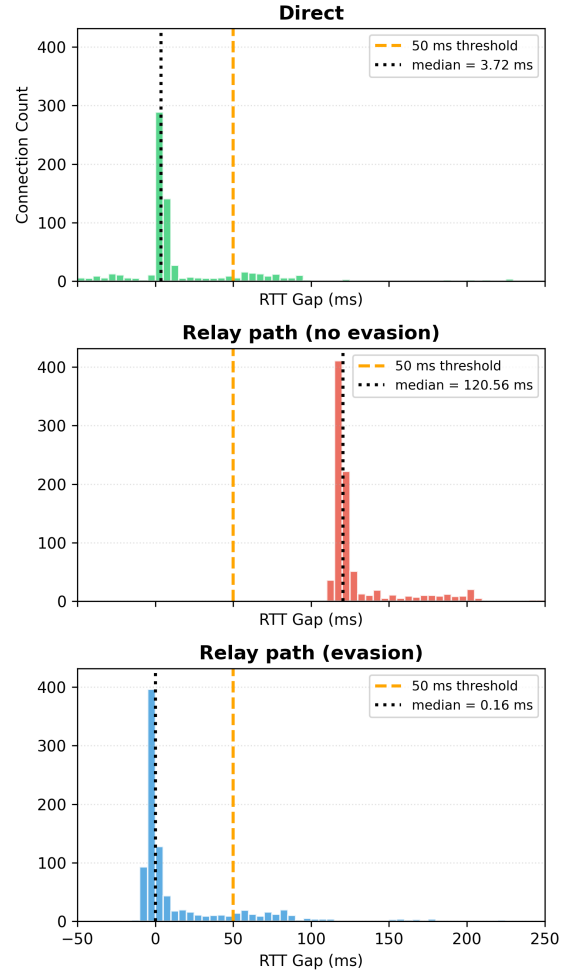 Direct
400
300
200
100
0
Connection Count
50 ms threshold
median = 3.72 ms
RTT Gap (ms)
Relay path (no evasion)
400
300
200
100
0
50 ms threshold
median = 120.56 ms
RTT Gap (ms)
Relay path (evasion)
400
300
200
100
0
50 ms threshold
median = 0.16 ms
−50 0 50 100 150 200 250
RTT Gap (ms)